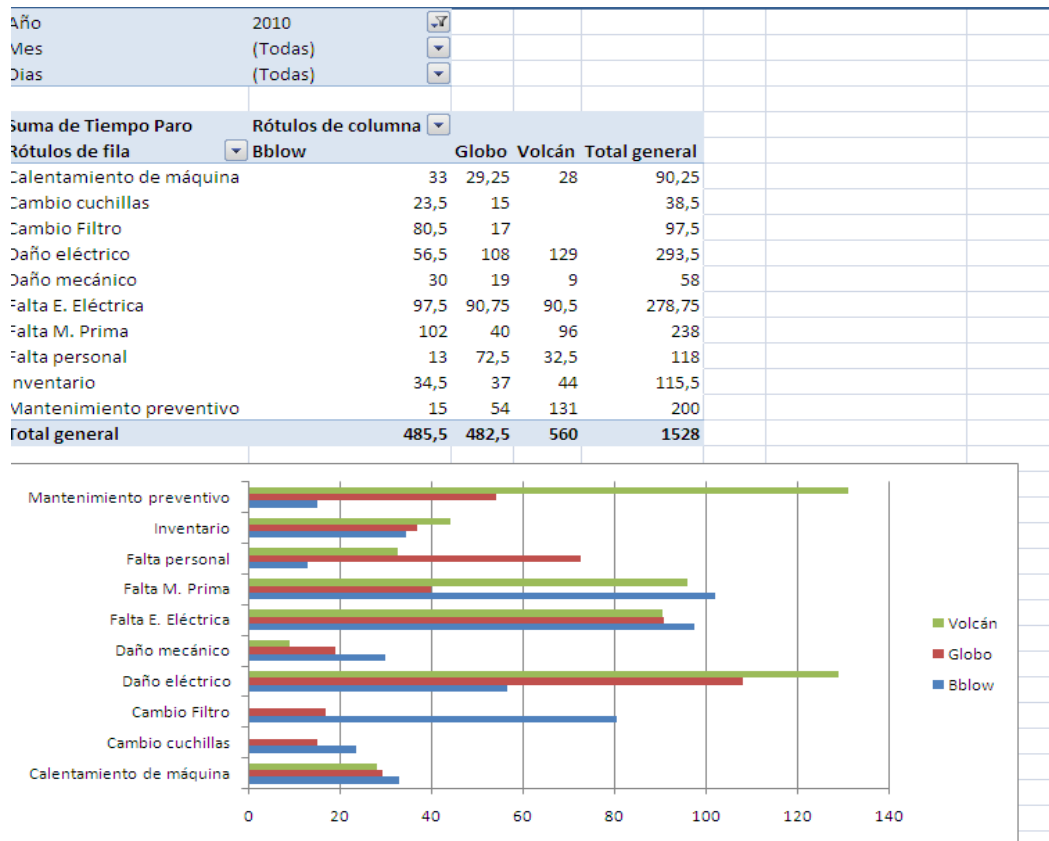 Año 2010
Mes (Todas)
Dias (Todas)
Suma de Tiempo Paro Rótulos de columna
Rótulos de fila Bblow Globo Volcán Total general
Calentamiento de máquina 33 29,25 28 90,25
Cambio cuchillas 23,5 15 38,5
Cambio Filtro 80,5 17 97,5
Daño eléctrico 56,5 108 129 293,5
Daño mecánico 30 19 9 58
Falta E. Eléctrica 97,5 90,75 90,5 278,75
Falta M. Prima 102 40 96 238
Falta personal 13 72,5 32,5 118
Inventario 34,5 37 44 115,5
Mantenimiento preventivo 15 54 131 200
Total general 485,5 482,5 560 1528
Mantenimiento preventivo
Inventario
Falta personal
Falta M. Prima
Falta E. Eléctrica
Daño mecánico
Daño eléctrico
Cambio Filtro
Cambio cuchillas
Calentamiento de máquina
0 20 40 60 80 100 120 140
Volcán
Globo
Bblow